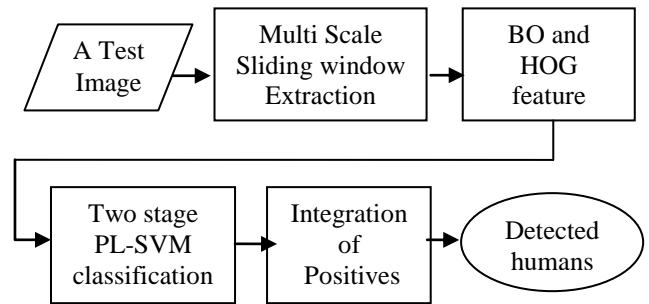 A Test
Image
Multi Scale
Sliding window
Extraction
BO and
HOG
feature
Two stage
PL-SVM
classification
Integration
of
Positives
Detected
humans